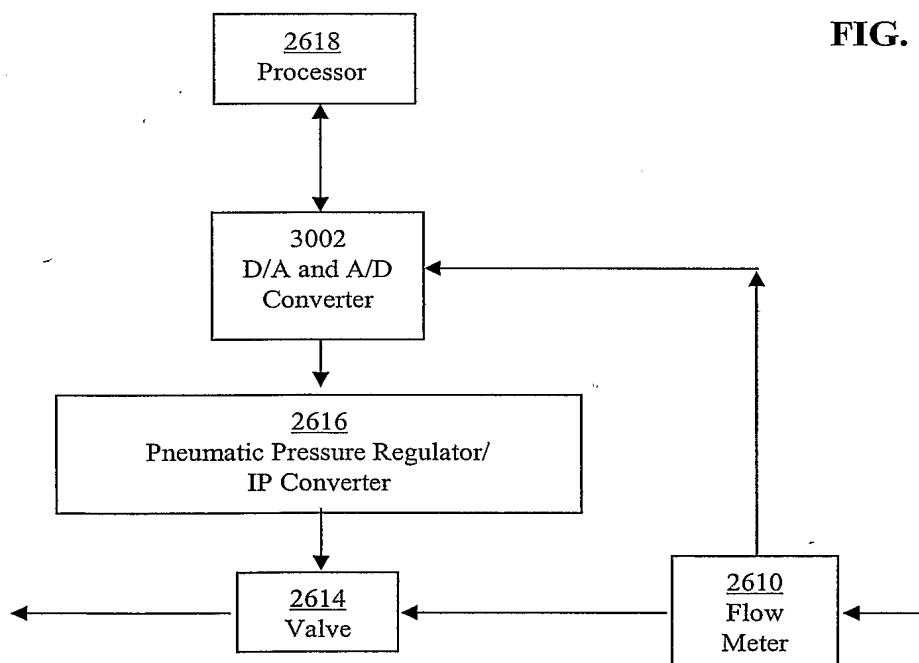 FIG.
2618
Processor
3002
D/A and A/D
Converter
2616
Pneumatic Pressure Regulator/
IP Converter
2614
Valve
2610
Flow
Meter